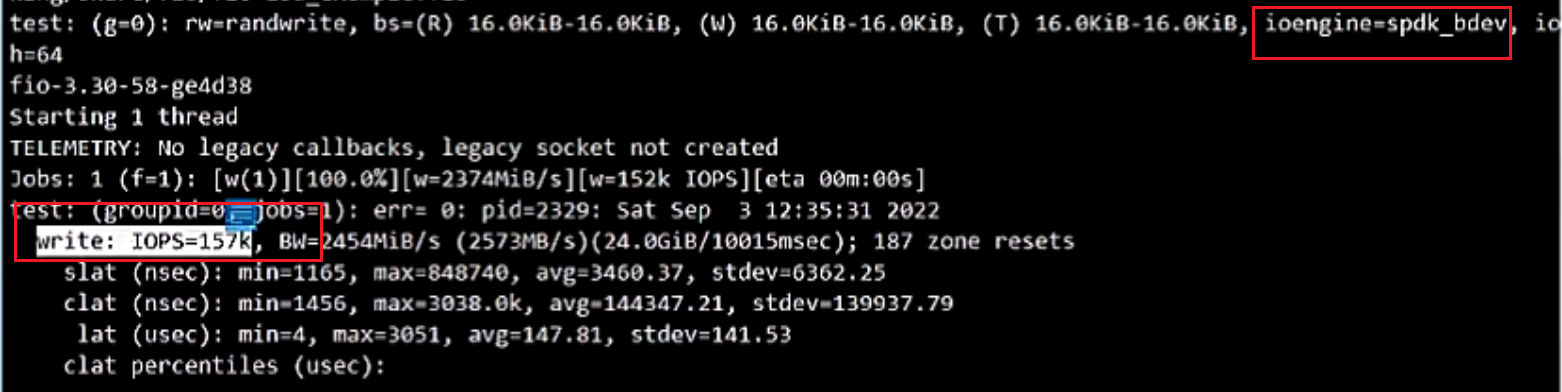 test: (g=0): rw=randwrite, bs=(R) 16.0KiB-16.0KiB, (W) 16.0KiB-16.0KiB, (T) 16.0KiB-16.0KiB, ioengine=spdk_bdev, io
h=64
fio-3.30-58-ge4d38
Starting 1 thread
TELEMETRY: No legacy callbacks, legacy socket not created
Jobs: 1 (f=1): [w(1)][100.0%][w=2374MiB/s][w=152k IOPS][eta 00m:00s]
test: (groupid=0, jobs=1): err= 0: pid=2329: Sat Sep  3 12:35:31 2022
  write: IOPS=157k, BW=2454MiB/s (2573MB/s)(24.0GiB/10015msec); 187 zone resets
    slat (nsec): min=1165, max=848740, avg=3460.37, stdev=6362.25
    clat (nsec): min=1456, max=3038.0k, avg=144347.21, stdev=139937.79
     lat (usec): min=4, max=3051, avg=147.81, stdev=141.53
    clat percentiles (usec):